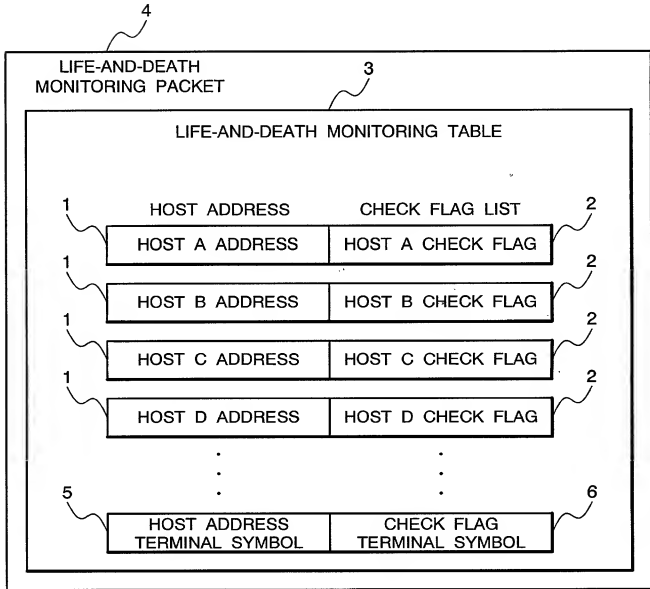 4
LIFE-AND-DEATH
MONITORING PACKET
3
LIFE-AND-DEATH MONITORING TABLE
HOST ADDRESS CHECK FLAG LIST
1 HOST A ADDRESS HOST A CHECK FLAG 2
1 HOST B ADDRESS HOST B CHECK FLAG 2
1 HOST C ADDRESS HOST C CHECK FLAG 2
1 HOST D ADDRESS HOST D CHECK FLAG 2
5 HOST ADDRESS CHECK FLAG 6
TERMINAL SYMBOL TERMINAL SYMBOL